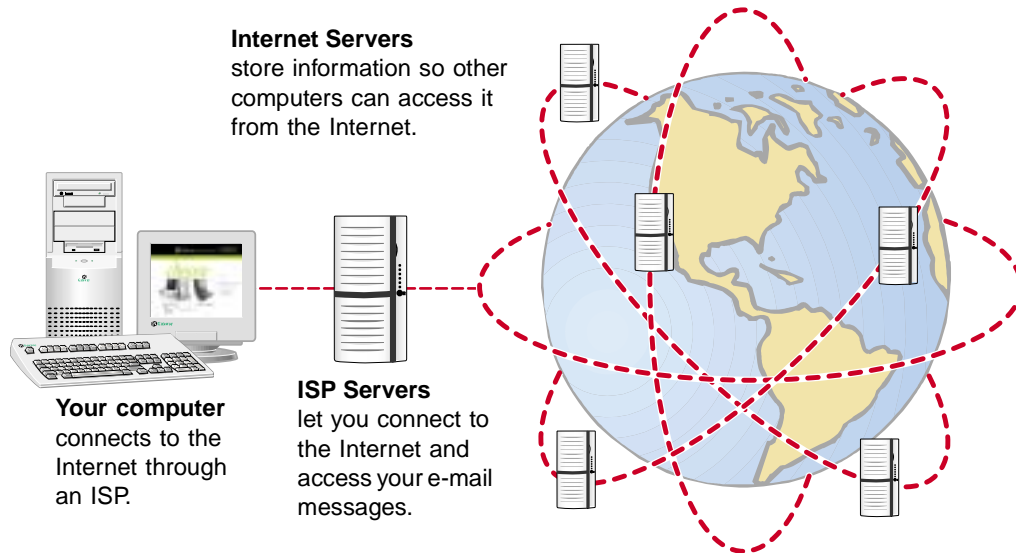 Internet Servers
store information so other
computers can access it
from the Internet.
Your computer
connects to the
Internet through
an ISP.
ISP Servers
let you connect to
the Internet and
access your e-mail
messages.